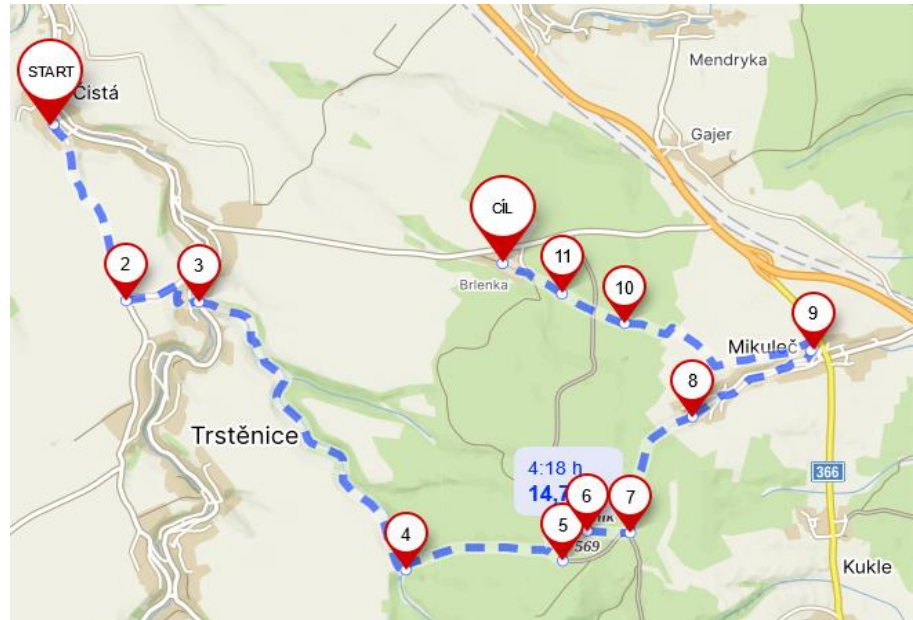 START
Čistá
Mendryka
Gajer
CÍL
2
3
11
Brlenka
10
9
Mikuleč
8
Trstěnice
4:18 h
14,7
366
6
7
5
569
4
Kukle